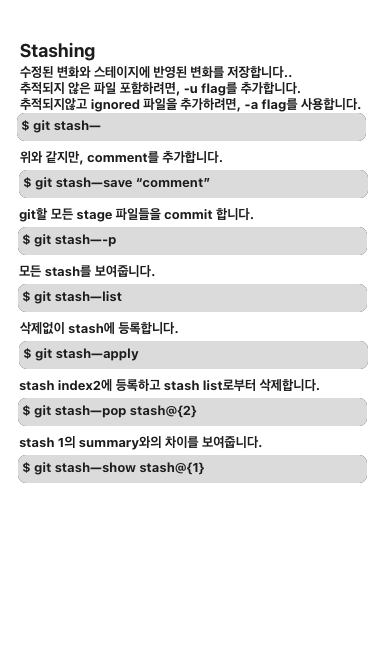 Stashing
수정된 변화와 스테이지에 반영된 변화를 저장합니다..
추적되지 않은 파일 포함하려면, -u flag를 추가합니다.
추적되지않고 ignored 파일을 추가하려면, -a flag를 사용합니다.
$ git stash—
위와 같지만, comment를 추가합니다.
$ git stash—save “comment”
git할 모든 stage 파일들을 commit 합니다.
$ git stash—-p
모든 stash를 보여줍니다.
$ git stash—list
삭제없이 stash에 등록합니다.
$ git stash—apply
stash index2에 등록하고 stash list로부터 삭제합니다.
$ git stash—pop stash@{2}
stash 1의 summary와의 차이를 보여줍니다.
$ git stash—show stash@{1}